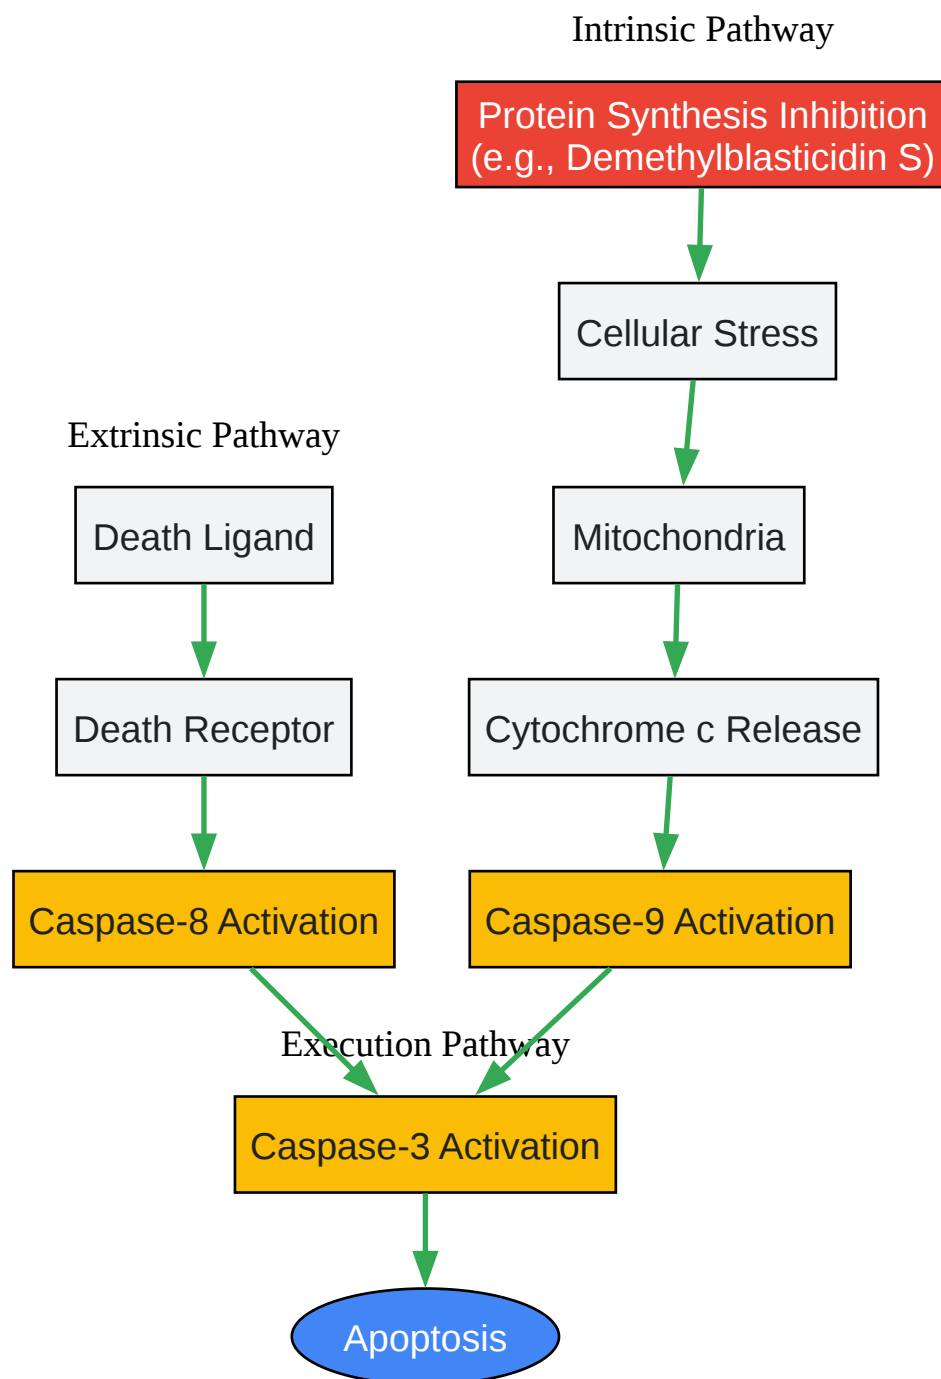 Intrinsic Pathway
Protein Synthesis Inhibition
(e.g., Demethylblasticidin S)
Cellular Stress
Extrinsic Pathway
Death Ligand
Mitochondria
Death Receptor
Cytochrome c Release
Caspase-8 Activation
Caspase-9 Activation
Execution Pathway
Caspase-3 Activation
Apoptosis